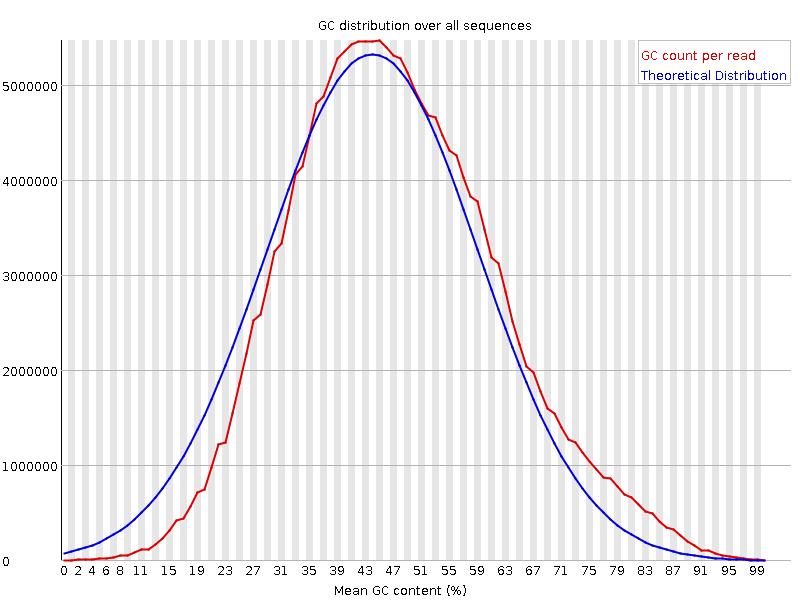 GC distribution over all sequences
GC count per read
Theoretical Distribution
5000000
4000000
3000000
2000000
1000000
0
0 2 4 6 8 11 15 19 23 27 31 35 39 43 47 51 55 59 63 67 71 75 79 83 87 91 95 99
Mean GC content (%)